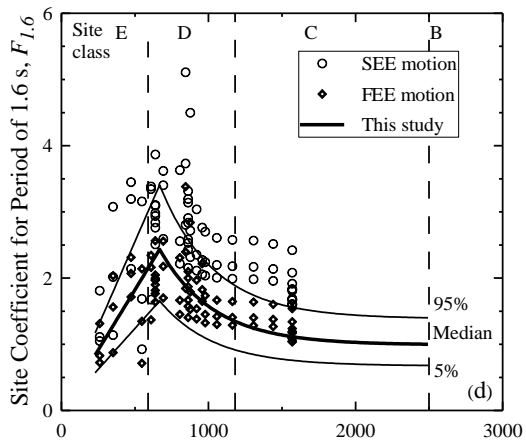 Site Coefficient for Period of 1.6 s, F1.6
6
4
2
0
Site
class
E
D
C
B
SEE motion
FEE motion
This study
95%
Median
5%
(d)
0
1000
2000
3000